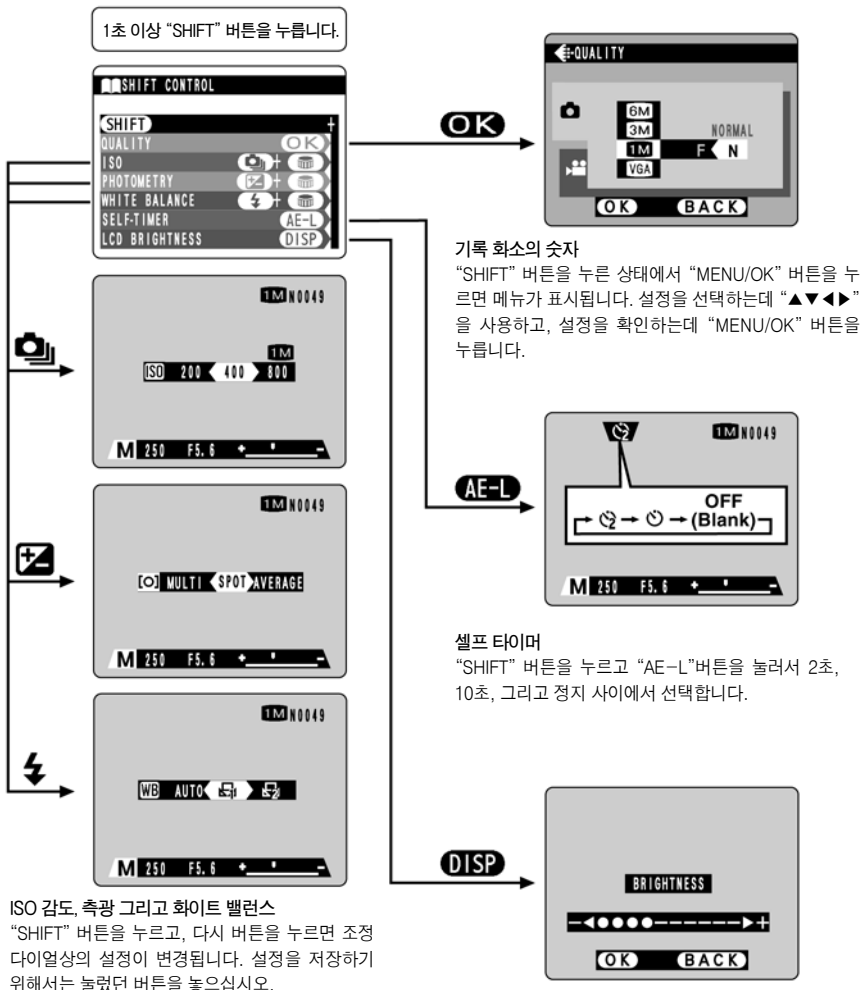 1초 이상 “SHIFT” 버튼을 누릅니다.
SHIFT CONTROL
SHIFT +
QUALITY OK
ISO +
PHOTOMETRY +
WHITE BALANCE +
SELF-TIMER AE-L
LCD BRIGHTNESS DISP
1M N0049
1M
ISO 200 400 800
M 250 F5.6 + -
1M N0049
[O] MULTI SPOT AVERAGE
M 250 F5.6 + -
1M N0049
WB AUTO 1 2
M 250 F5.6 + -
ISO 감도, 측광 그리고 화이트 밸런스
“SHIFT” 버튼을 누르고, 다시 버튼을 누르면 조정
다이얼상의 설정이 변경됩니다. 설정을 저장하기
위해서는 눌렀던 버튼을 놓으십시오.
OK
QUALITY
6M
3M NORMAL
1M F N
VGA
OK BACK
기록 화소의 숫자
“SHIFT” 버튼을 누른 상태에서 “MENU/OK” 버튼을 누
르면 메뉴가 표시됩니다. 설정을 선택하는데 “▲▼◀▶”
을 사용하고, 설정을 확인하는데 “MENU/OK” 버튼을
누릅니다.
AE-L
2 1M N0049
OFF
2 → → (Blank)
M 250 F5.6 + -
셀프 타이머
“SHIFT” 버튼을 누르고 “AE-L”버튼을 눌러서 2초,
10초, 그리고 정지 사이에서 선택합니다.
DISP
BRIGHTNESS
-◀●●●●------▶+
OK BACK